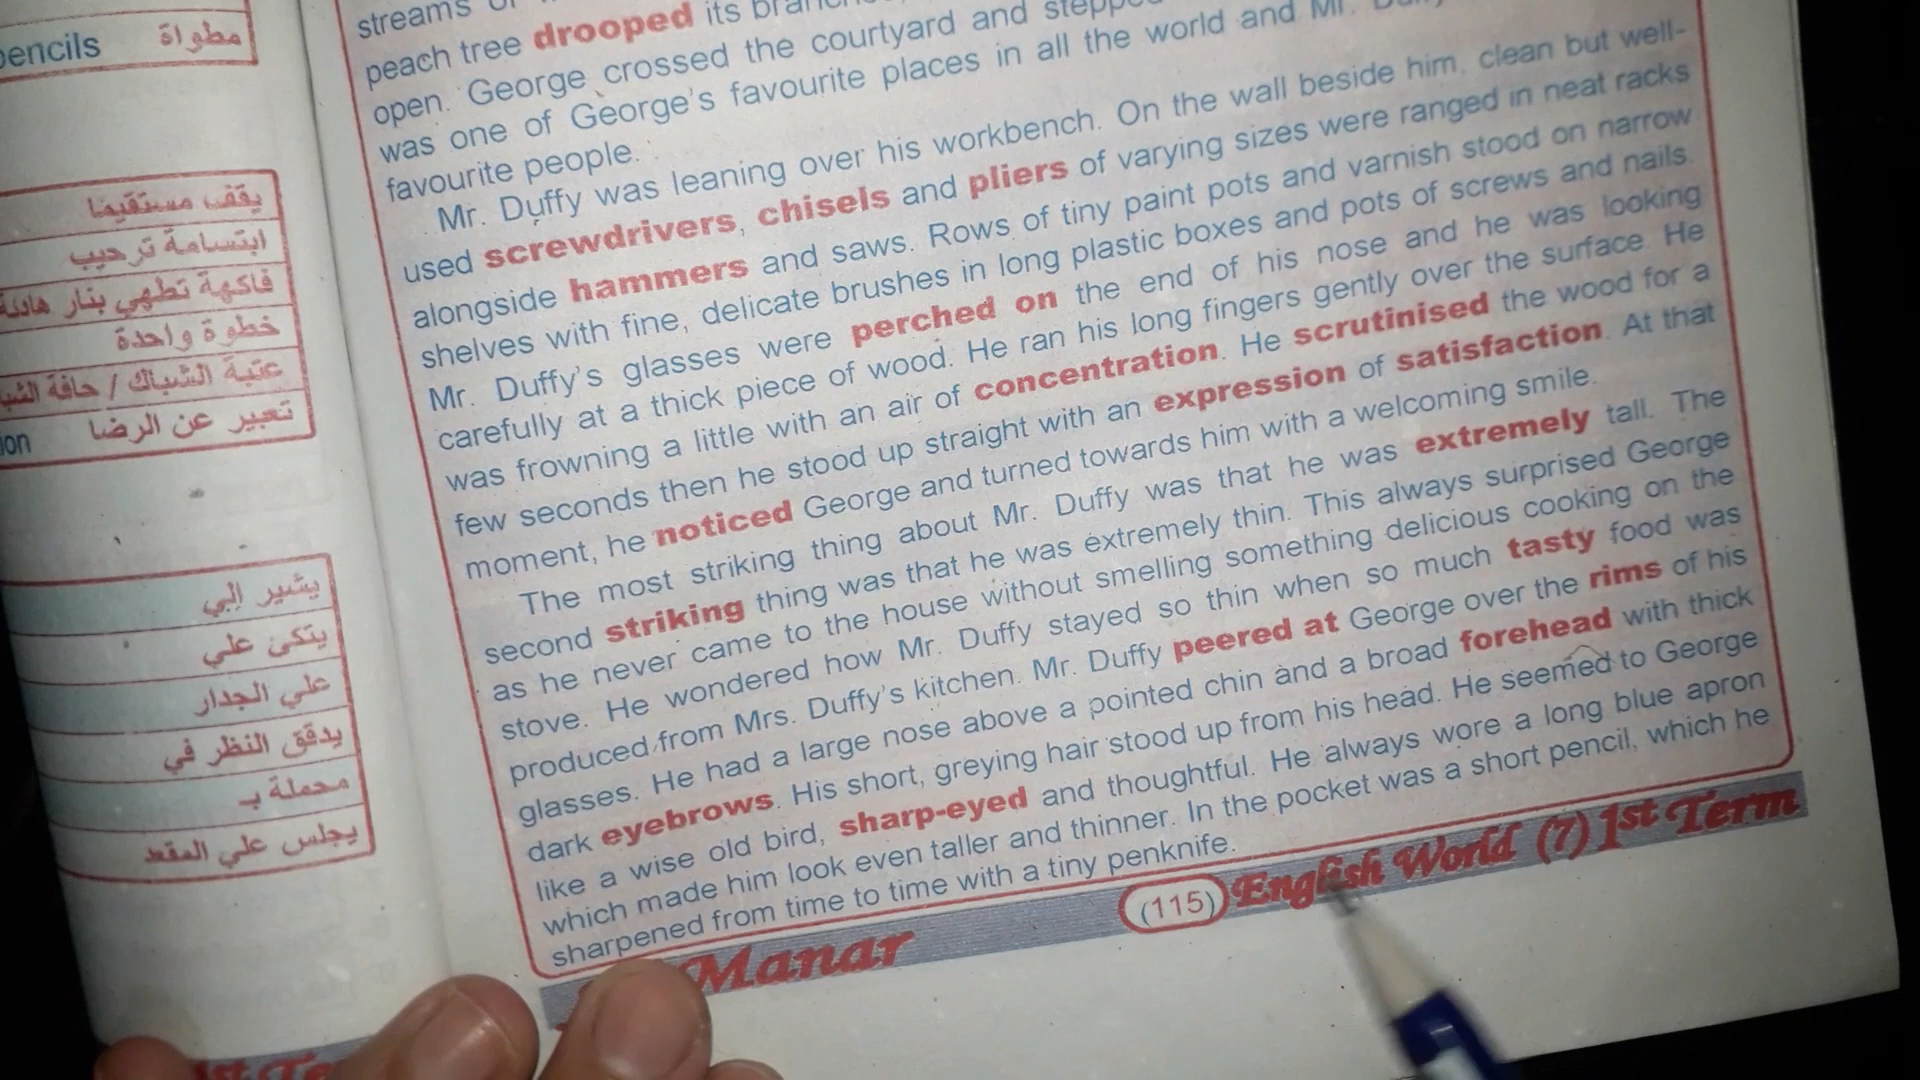 pencils
مطواة
يقف مستقيمًا
ابتسامة ترحيب
فاكهة تطهي بنار هادئة
خطوة واحدة
عتبة الشباك / حافة
تعبير عن الرضا
يشير إلي
يتكئ علي
علي الجدار
يدقق النظر في
محملة بـ
يجلس علي المقعد
streams
peach tree drooped its
open. George crossed the courtyard and
was one of George's favourite places in all the world and Mr.
favourite people.
Mr. Duffy was leaning over his workbench. On the wall beside him, clean but well-
used screwdrivers, chisels and pliers of varying sizes were ranged in neat racks
alongside hammers and saws. Rows of tiny paint pots and varnish stood on narrow
shelves with fine, delicate brushes in long plastic boxes and pots of screws and nails.
Mr. Duffy's glasses were perched on the end of his nose and he was looking
carefully at a thick piece of wood. He ran his long fingers gently over the surface. He
was frowning a little with an air of concentration. He scrutinised the wood for a
few seconds then he stood up straight with an expression of satisfaction. At that
moment, he noticed George and turned towards him with a welcoming smile.
The most striking thing about Mr. Duffy was that he was extremely tall. The
second striking thing was that he was extremely thin. This always surprised George
as he never came to the house without smelling something delicious cooking on the
stove. He wondered how Mr. Duffy stayed so thin when so much tasty food was
produced from Mrs. Duffy's kitchen. Mr. Duffy peered at George over the rims of his
glasses. He had a large nose above a pointed chin and a broad forehead with thick
dark eyebrows. His short, greying hair stood up from his head. He seemed to George
like a wise old bird, sharp-eyed and thoughtful. He always wore a long blue apron
which made him look even taller and thinner. In the pocket was a short pencil, which he
sharpened from time to time with a tiny penknife.
Manar
(115)
English World (7) 1st Term